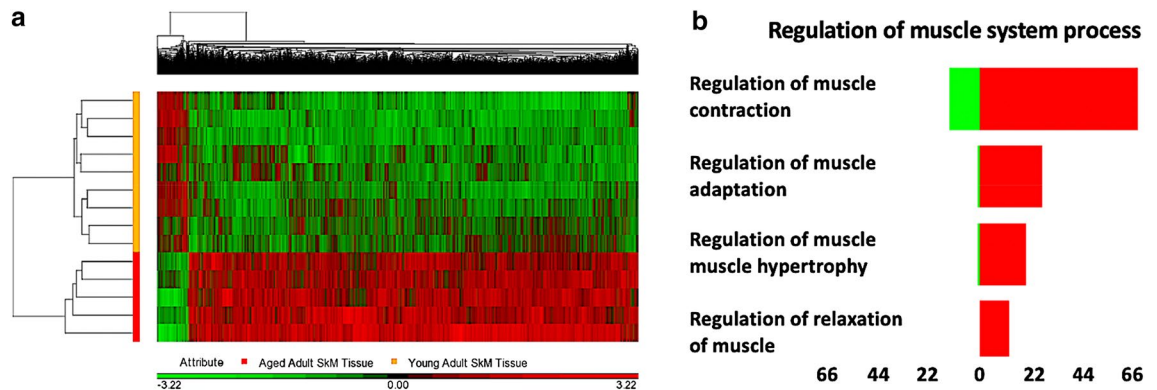 a
Attribute Aged Adult SkM Tissue Young Adult SkM Tissue
-3.22 0.00 3.22
b
Regulation of muscle system process
Regulation of muscle
contraction
Regulation of muscle
adaptation
Regulation of muscle
muscle hypertrophy
Regulation of relaxation
of muscle
66 44 22 0 22 44 66